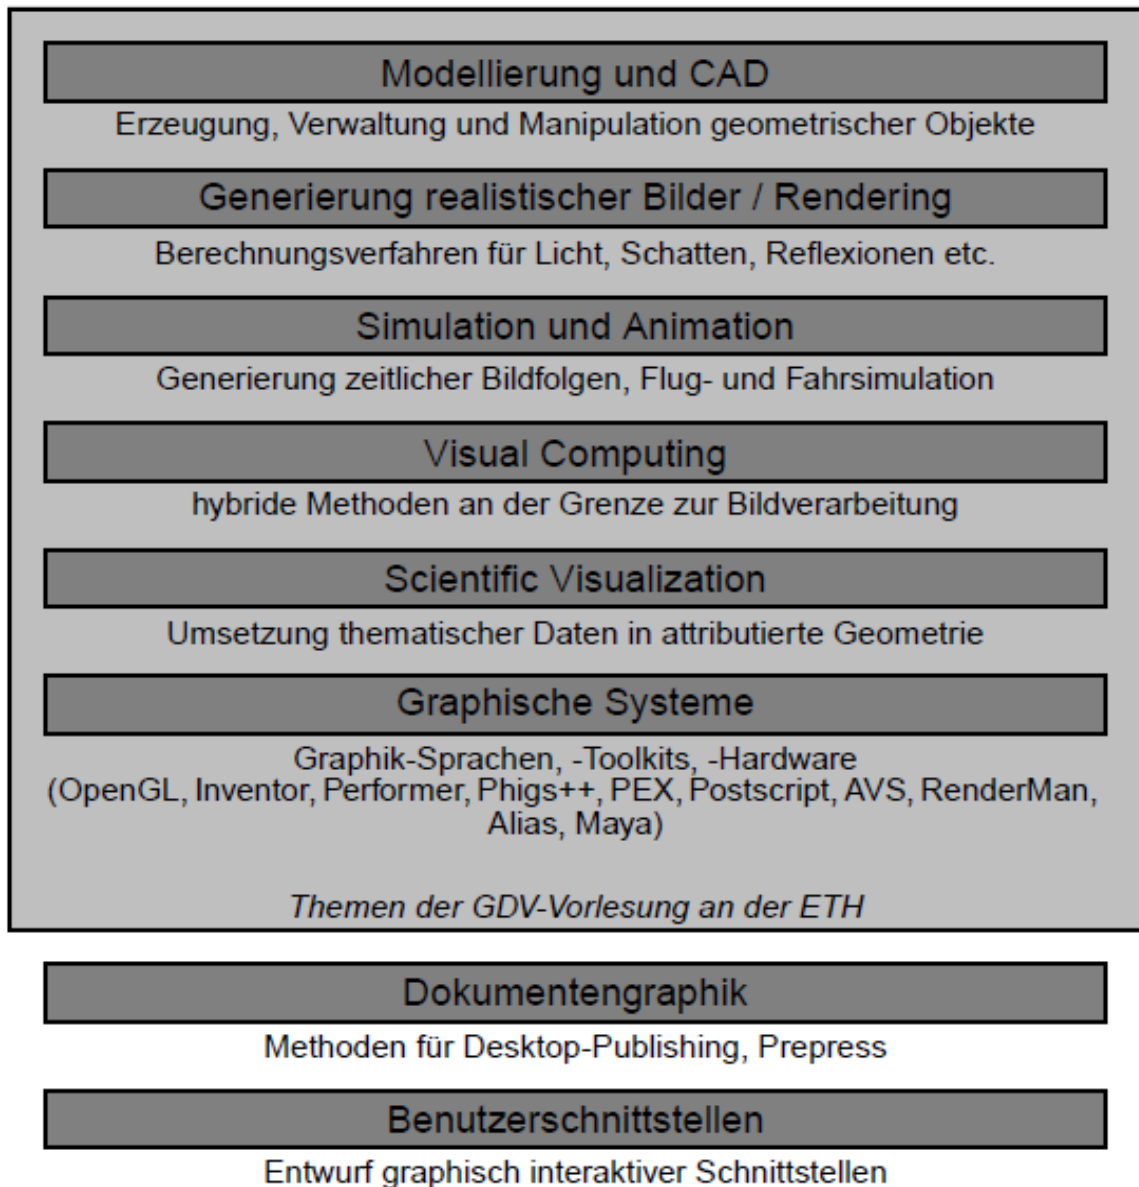 Modellierung und CAD
Erzeugung, Verwaltung und Manipulation geometrischer Objekte
Generierung realistischer Bilder / Rendering
Berechnungsverfahren für Licht, Schatten, Reflexionen etc.
Simulation und Animation
Generierung zeitlicher Bildfolgen, Flug- und Fahrsimulation
Visual Computing
hybride Methoden an der Grenze zur Bildverarbeitung
Scientific Visualization
Umsetzung thematischer Daten in attributierte Geometrie
Graphische Systeme
Graphik-Sprachen, -Toolkits, -Hardware
(OpenGL, Inventor, Performer, Phigs++, PEX, Postscript, AVS, RenderMan,
Alias, Maya)
Themen der GDV-Vorlesung an der ETH
Dokumentengraphik
Methoden für Desktop-Publishing, Prepress
Benutzerschnittstellen
Entwurf graphisch interaktiver Schnittstellen